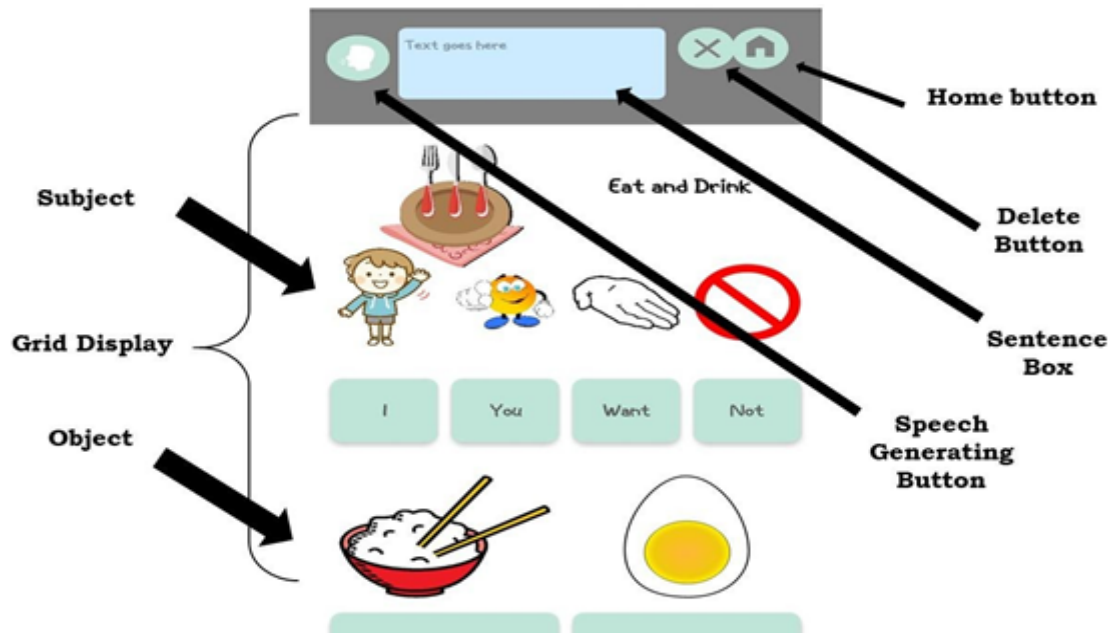 Text goes here
Home button
Subject
Eat and Drink
Delete
Button
Grid Display
Sentence
Box
I
You
Want
Not
Object
Speech
Generating
Button